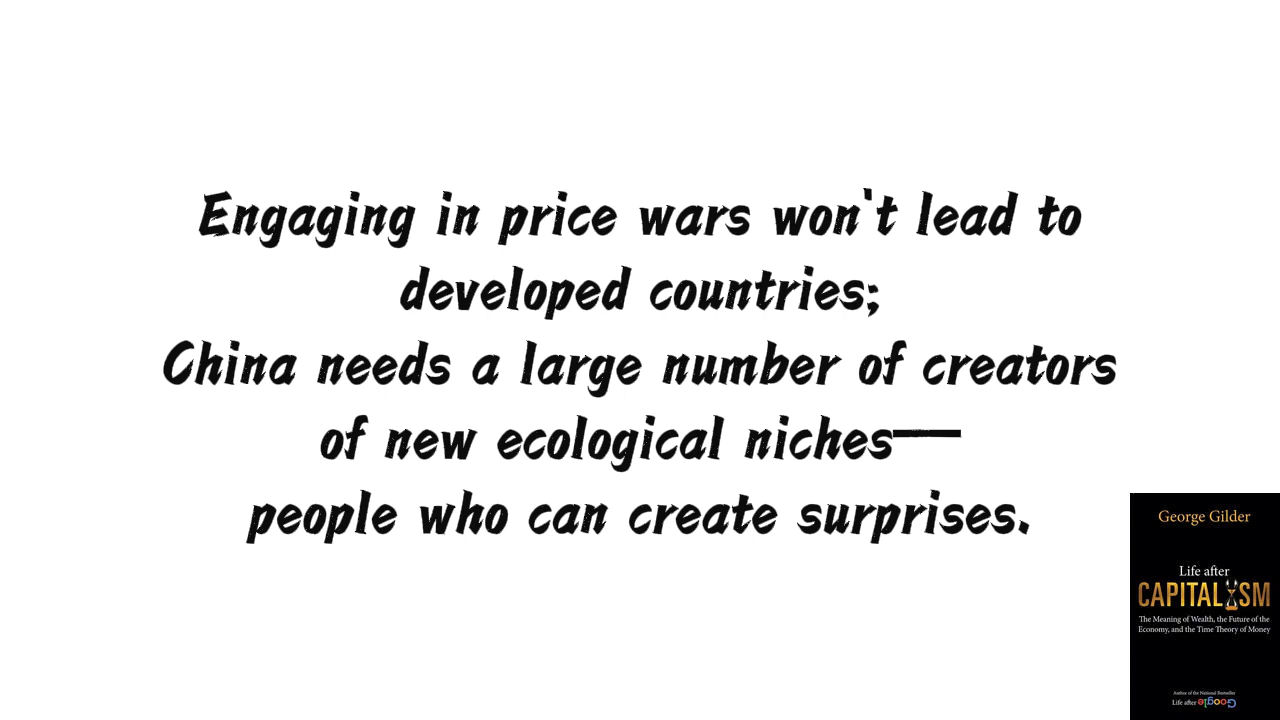 Engaging in price wars won't lead to
developed countries;
China needs a large number of creators
of new ecological niches—
people who can create surprises.
George Gilder
Life after
CAPITALISM
The Meaning of Wealth, the Future of the
Economy, and the Time Theory of Money
Author of the National Bestseller
Life after Google